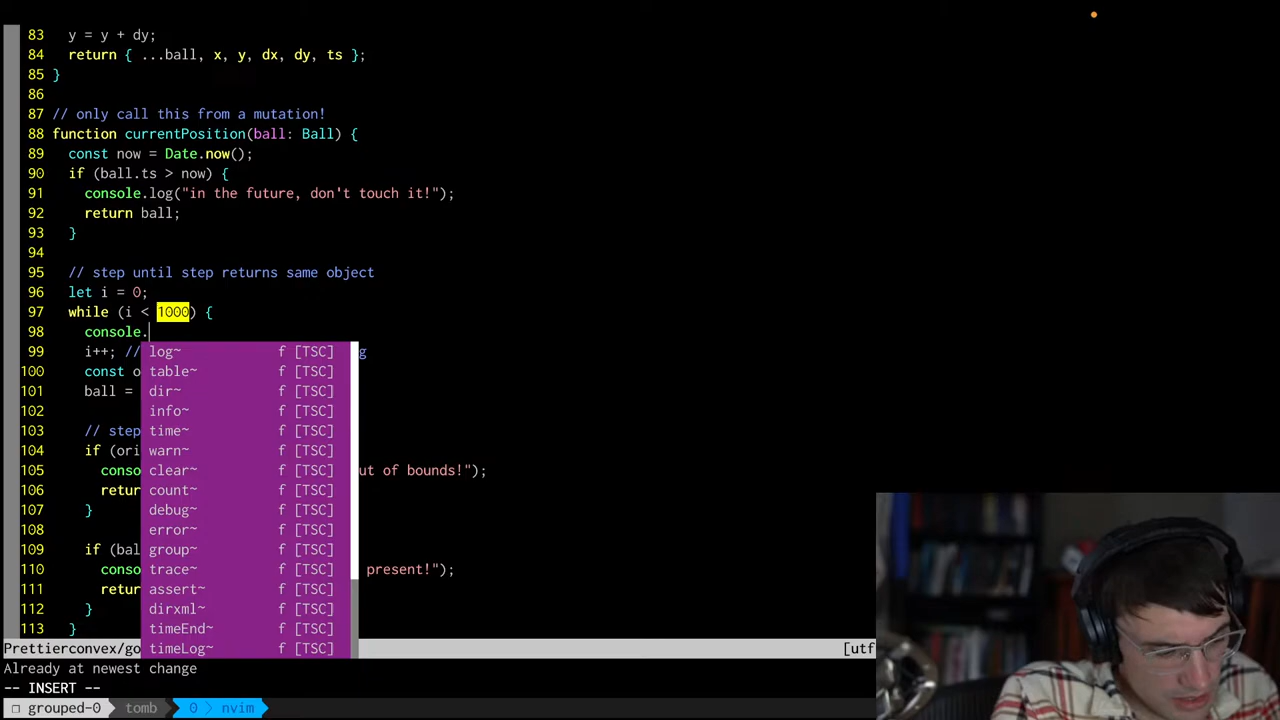 83 y = y + dy;
84 return { ...ball, x, y, dx, dy, ts };
85 }
86
87 // only call this from a mutation!
88 function currentPosition(ball: Ball) {
89 const now = Date.now();
90 if (ball.ts > now) {
91 console.log("in the future, don't touch it!");
92 return ball;
93 }
94
95 // step until step returns same object
96 let i = 0;
97 while (i < 1000) {
98 console.
99 i++; // log~ f [TSC] g
100 const o table~ f [TSC]
101 ball = dir~ f [TSC]
102 info~ f [TSC]
103 // step time~ f [TSC]
104 if (ori warn~ f [TSC]
105 conso clear~ f [TSC] ut of bounds!");
106 retur count~ f [TSC]
107 } debug~ f [TSC]
108 error~ f [TSC]
109 if (bal group~ f [TSC]
110 conso trace~ f [TSC] present!");
111 retur assert~ f [TSC]
112 } dirxml~ f [TSC]
113 } timeEnd~ f [TSC]
Prettierconvex/go timeLog~ f [TSC] [utf
Already at newest change
-- INSERT --
grouped-0 tomb 0 nvim